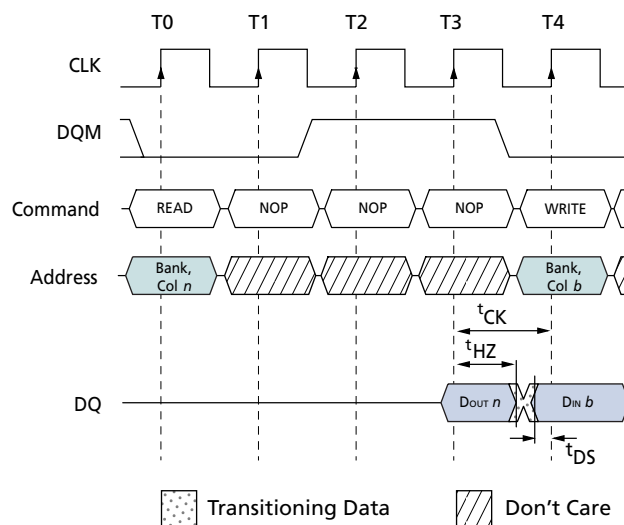 T0 T1 T2 T3 T4
CLK
DQM
Command READ NOP NOP NOP WRITE
Address Bank, Col n Bank, Col b
tCK
tHZ
DQ DOUT n DIN b
tDS
Transitioning Data Don't Care